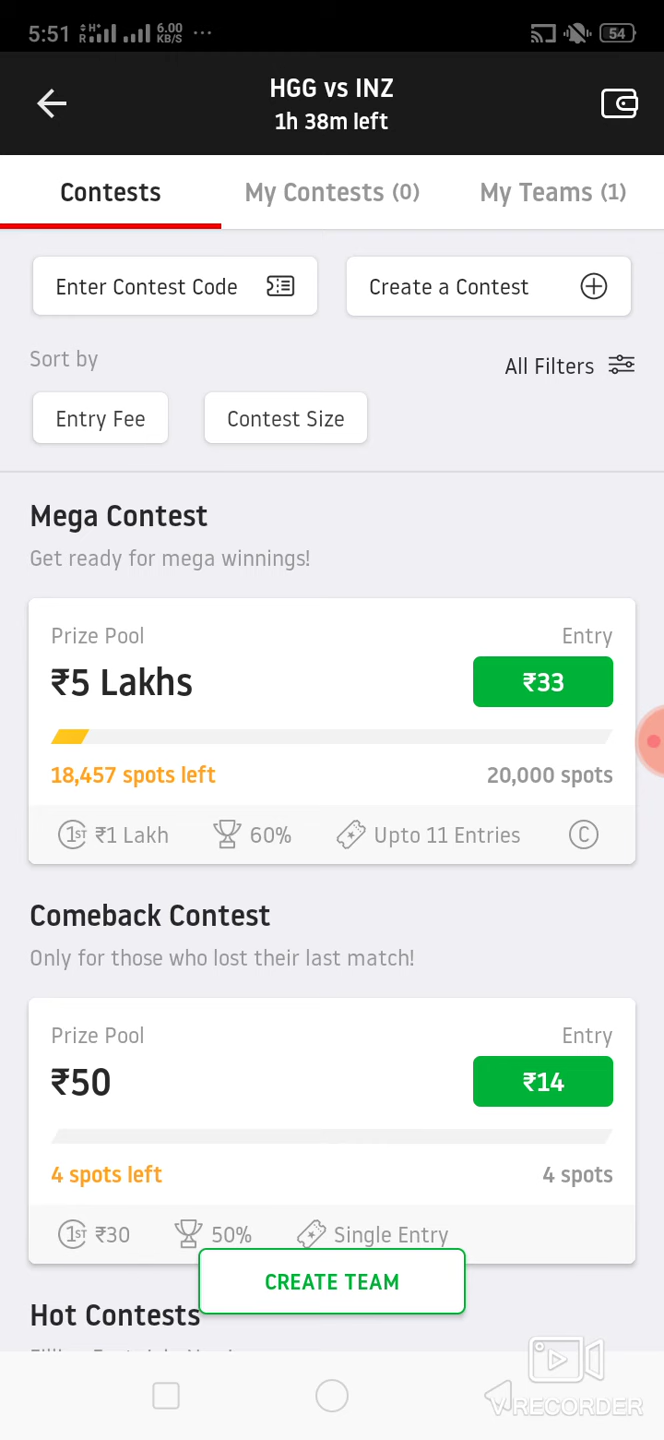 5:51 R H+ 6.00 KB/S ... 54
HGG vs INZ
1h 38m left
Contests My Contests (0) My Teams (1)
Enter Contest Code Create a Contest
Sort by
All Filters
Entry Fee Contest Size
Mega Contest
Get ready for mega winnings!
Prize Pool Entry
₹5 Lakhs ₹33
18,457 spots left 20,000 spots
1ST ₹1 Lakh 60% Upto 11 Entries C
Comeback Contest
Only for those who lost their last match!
Prize Pool Entry
₹50 ₹14
4 spots left 4 spots
1ST ₹30 50% Single Entry
CREATE TEAM
Hot Contests
VRECORDER